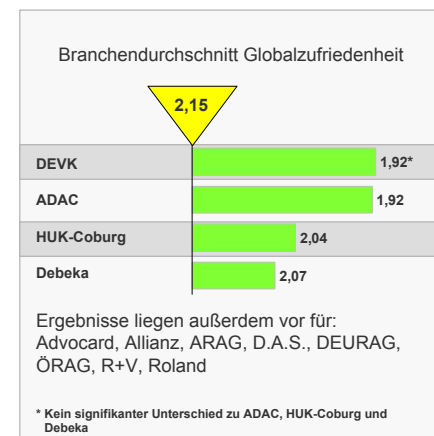 Branchendurchschnitt Globalzufriedenheit
2,15
DEVK 1,92*
ADAC 1,92
HUK-Coburg 2,04
Debeka 2,07
Ergebnisse liegen außerdem vor für:
Advocard, Allianz, ARAG, D.A.S., DEURAG,
ÖRAG, R+V, Roland
* Kein signifikanter Unterschied zu ADAC, HUK-Coburg und
Debeka